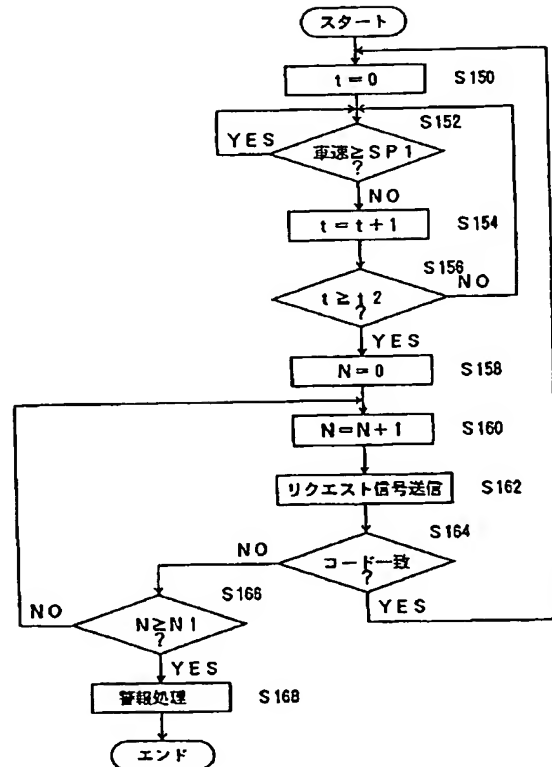 スタート
t=0 S150
S152
YES 車速≧SP1
?
NO
t=t+1 S154
S156
t≧t2 NO
?
YES
N=0 S158
N=N+1 S160
リクエスト信号送信 S162
S164
NO コード一致
?
YES
S166
NO N≧N1
?
YES
警報処理 S168
エンド